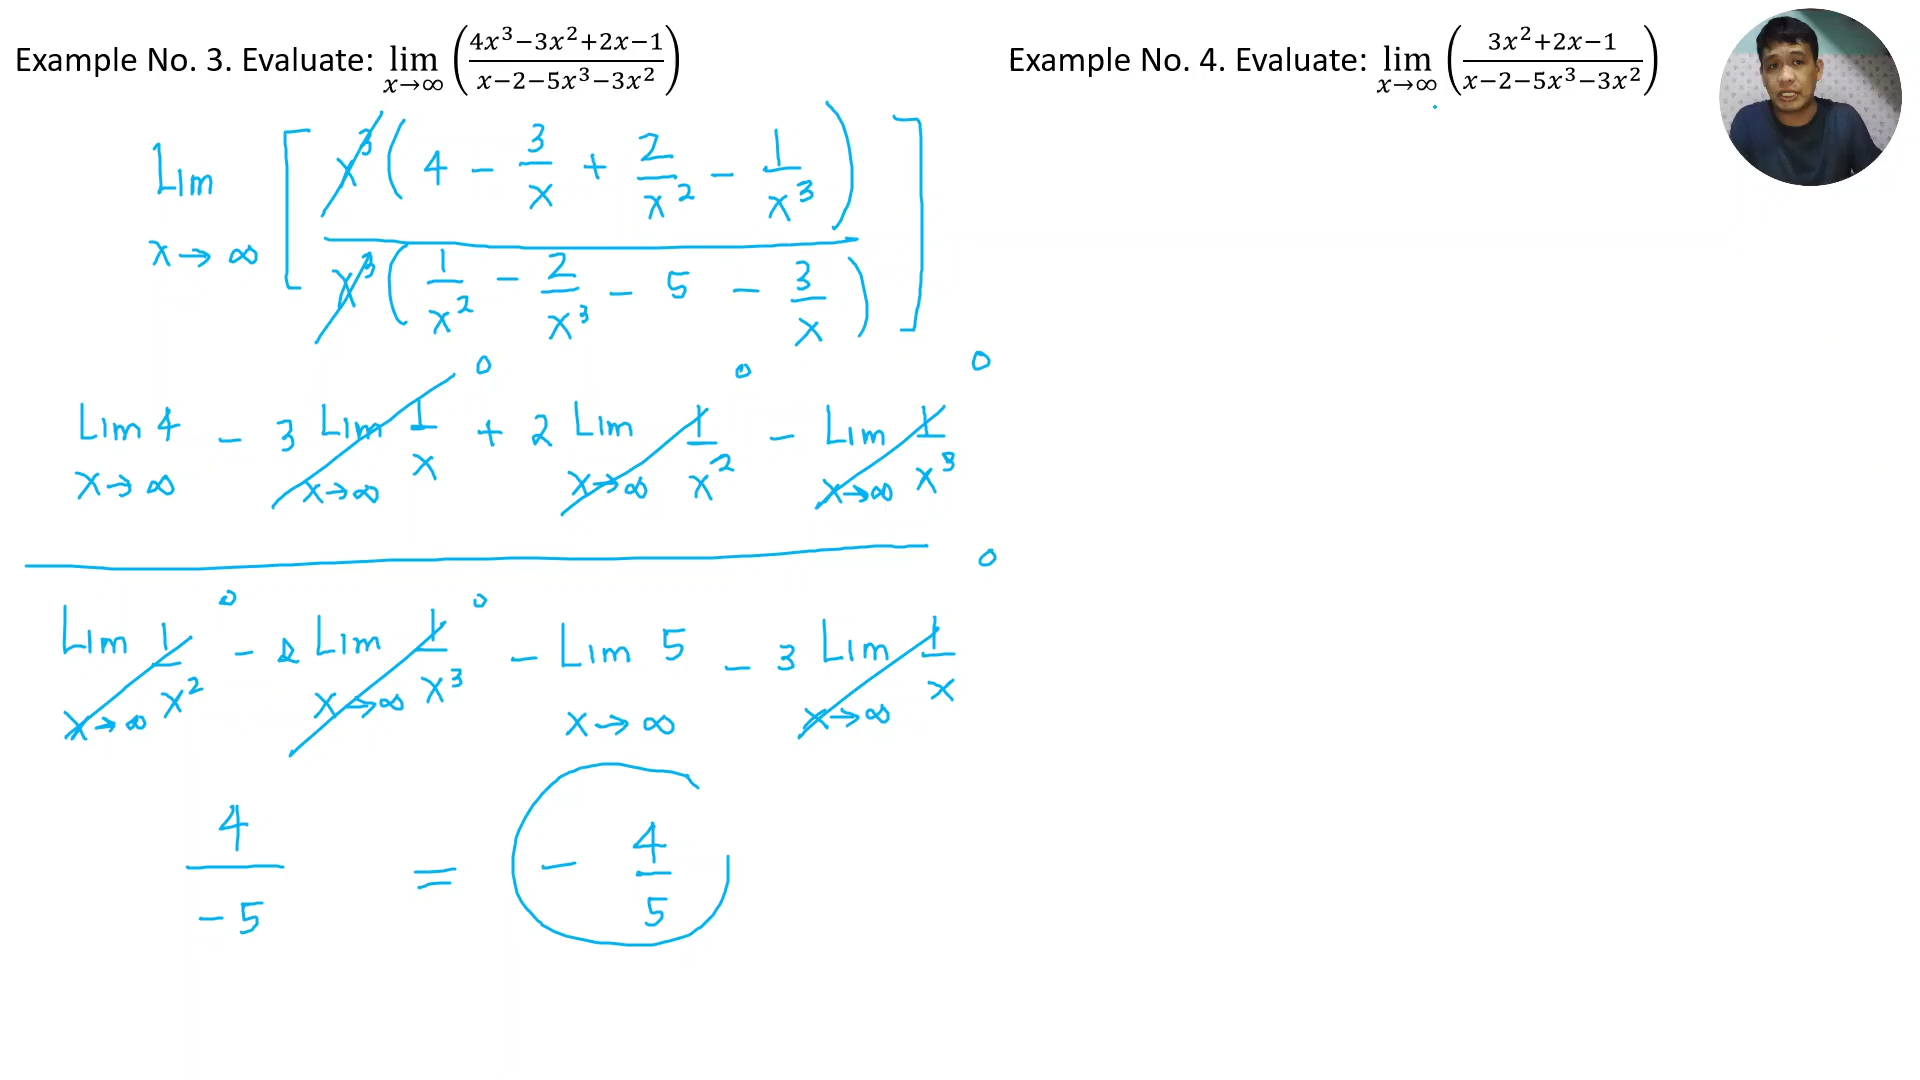 Example No. 3. Evaluate: lim x→∞ ((4x³−3x²+2x−1)/(x−2−5x³−3x²))
Lim x→∞ [ x³(4 − 3/x + 2/x² − 1/x³) / x³(1/x² − 2/x³ − 5 − 3/x) ]
0 0 0
Lim x→∞ 4 − 3 Lim x→∞ 1/x + 2 Lim x→∞ 1/x² − Lim x→∞ 1/x³
0 0 0
Lim x→∞ 1/x² − 2 Lim x→∞ 1/x³ − Lim x→∞ 5 − 3 Lim x→∞ 1/x
4/−5 = − 4/5
Example No. 4. Evaluate: lim x→∞ ((3x²+2x−1)/(x−2−5x³−3x²))